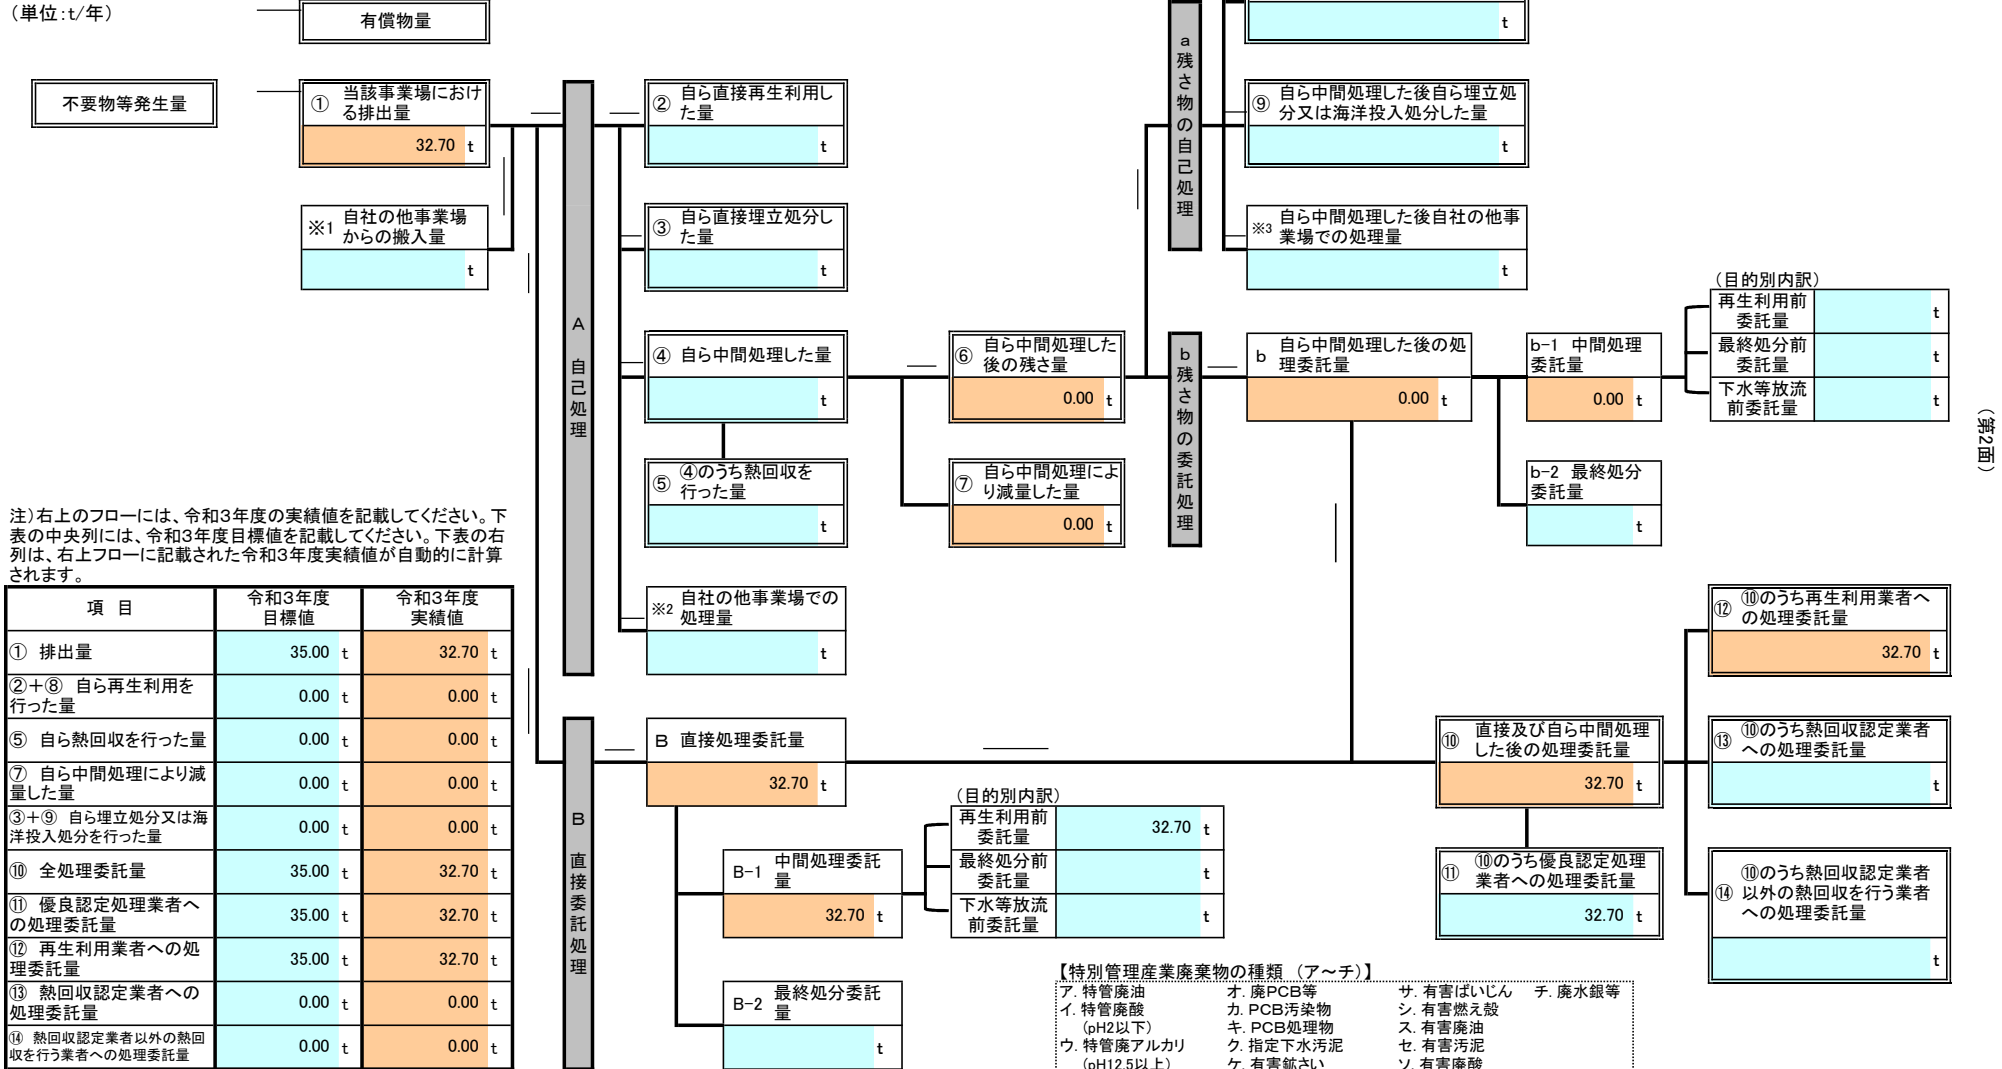 （単位：t/年）
有償物量
不要物等発生量
① 当該事業場におけ
る排出量
32.70 t
※1 自社の他事業場
からの搬入量
t
A 自己処理
② 自ら直接再生利用し
た量
t
③ 自ら直接埋立処分し
た量
t
④ 自ら中間処理した量
t
⑤ ④のうち熱回収を
行った量
t
※2 自社の他事業場での
処理量
t
⑥ 自ら中間処理した
後の残さ量
0.00 t
⑦ 自ら中間処理によ
り減量した量
0.00 t
a 残さ物の自己処理
t
⑨ 自ら中間処理した後自ら埋立処
分又は海洋投入処分した量
t
※3 自ら中間処理した後自社の他事
業場での処理量
t
b 残さ物の委託処理
b 自ら中間処理した後の処
理委託量
0.00 t
b-1 中間処理
委託量
0.00 t
b-2 最終処分
委託量
t
（目的別内訳）
再生利用前
委託量
t
最終処分前
委託量
t
下水等放流
前委託量
t
（第2面）
注）右上のフローには、令和3年度の実績値を記載してください。下
表の中央列には、令和3年度目標値を記載してください。下表の右
列は、右上フローに記載された令和3年度実績値が自動的に計算
されます。
項 目 令和3年度 目標値 令和3年度 実績値
① 排出量 35.00 t 32.70 t
②＋⑧ 自ら再生利用を
行った量 0.00 t 0.00 t
⑤ 自ら熱回収を行った量 0.00 t 0.00 t
⑦ 自ら中間処理により減
量した量 0.00 t 0.00 t
③＋⑨ 自ら埋立処分又は海
洋投入処分を行った量 0.00 t 0.00 t
⑩ 全処理委託量 35.00 t 32.70 t
⑪ 優良認定処理業者へ
の処理委託量 35.00 t 32.70 t
⑫ 再生利用業者への処
理委託量 35.00 t 32.70 t
⑬ 熱回収認定業者への
処理委託量 0.00 t 0.00 t
⑭ 熱回収認定業者以外の熱回
収を行う業者への処理委託量 0.00 t 0.00 t
B 直接委託処理
B 直接処理委託量
32.70 t
B-1 中間処理委託
量
32.70 t
B-2 最終処分委託
量
t
（目的別内訳）
再生利用前
委託量
32.70 t
最終処分前
委託量
t
下水等放流
前委託量
t
⑩ 直接及び自ら中間処理
した後の処理委託量
32.70 t
⑪ ⑩のうち優良認定処理
業者への処理委託量
32.70 t
⑫ ⑩のうち再生利用業者へ
の処理委託量
32.70 t
⑬ ⑩のうち熱回収認定業者
への処理委託量
t
⑭ ⑩のうち熱回収認定業者
以外の熱回収を行う業者
への処理委託量
t
【特別管理産業廃棄物の種類 （ア～チ）】
ア. 特管廃油 オ. 廃PCB等 サ. 有害ばいじん チ. 廃水銀等
イ. 特管廃酸 カ. PCB汚染物 シ. 有害燃え殻
（pH2以下） キ. PCB処理物 ス. 有害廃油
ウ. 特管廃アルカリ ク. 指定下水汚泥 セ. 有害汚泥
（pH12.5以上） ケ. 有害鉱さい ソ. 有害廃酸